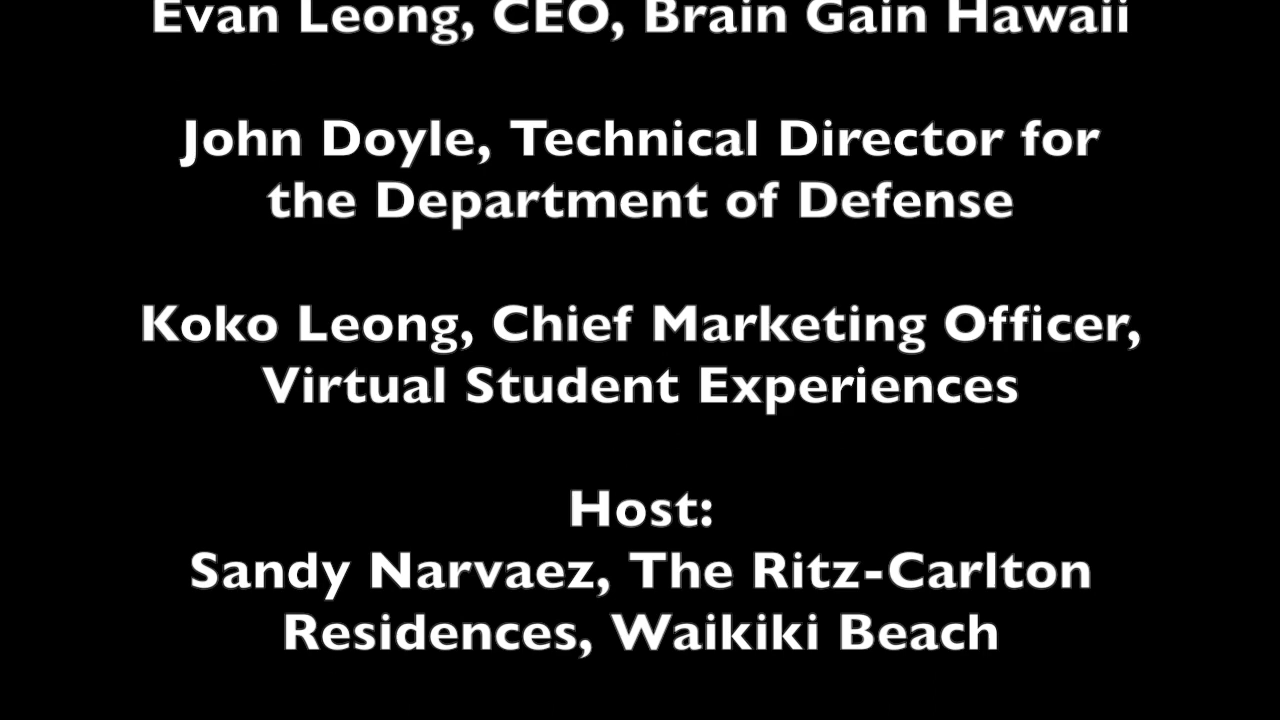 Evan Leong, CEO, Brain Gain Hawaii
John Doyle, Technical Director for
the Department of Defense
Koko Leong, Chief Marketing Officer,
Virtual Student Experiences
Host:
Sandy Narvaez, The Ritz-Carlton
Residences, Waikiki Beach